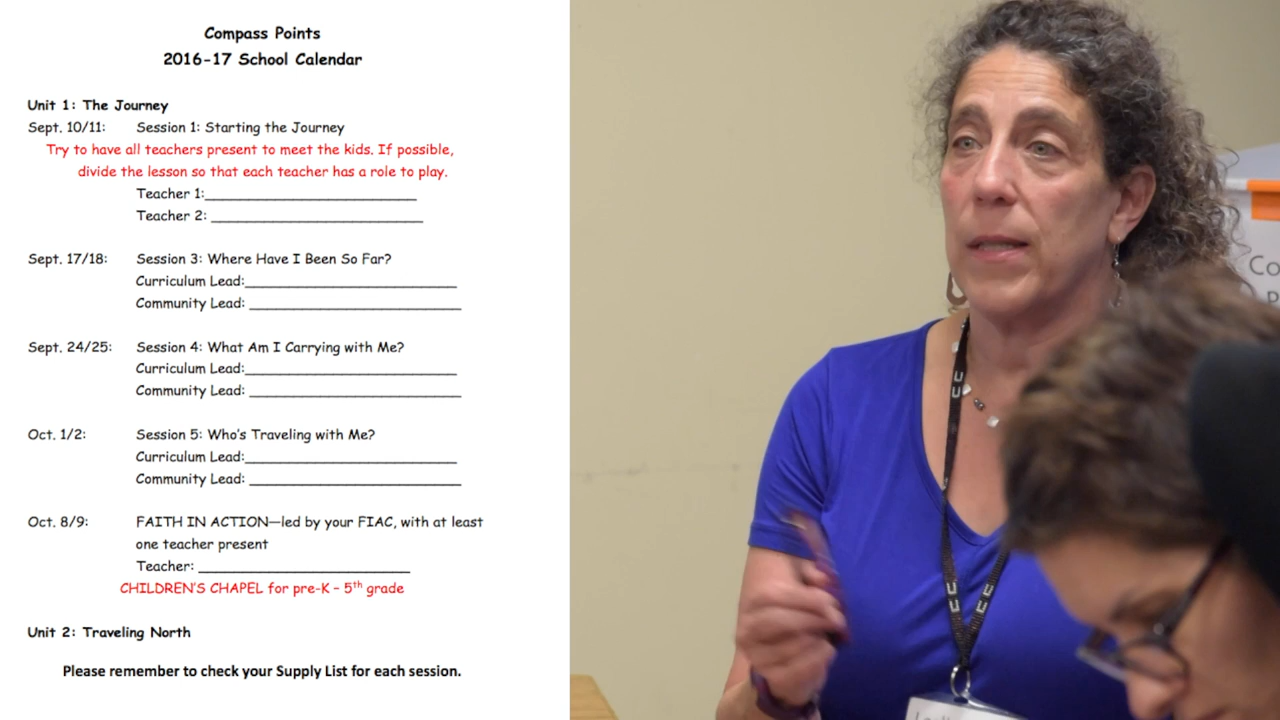 Compass Points
2016-17 School Calendar
Unit 1: The Journey
Sept. 10/11: Session 1: Starting the Journey
Try to have all teachers present to meet the kids. If possible,
divide the lesson so that each teacher has a role to play.
Teacher 1:
Teacher 2:
Sept. 17/18: Session 3: Where Have I Been So Far?
Curriculum Lead:
Community Lead:
Sept. 24/25: Session 4: What Am I Carrying with Me?
Curriculum Lead:
Community Lead:
Oct. 1/2: Session 5: Who's Traveling with Me?
Curriculum Lead:
Community Lead:
Oct. 8/9: FAITH IN ACTION—led by your FIAC, with at least
one teacher present
Teacher:
CHILDREN'S CHAPEL for pre-K – 5th grade
Unit 2: Traveling North
Please remember to check your Supply List for each session.
Co